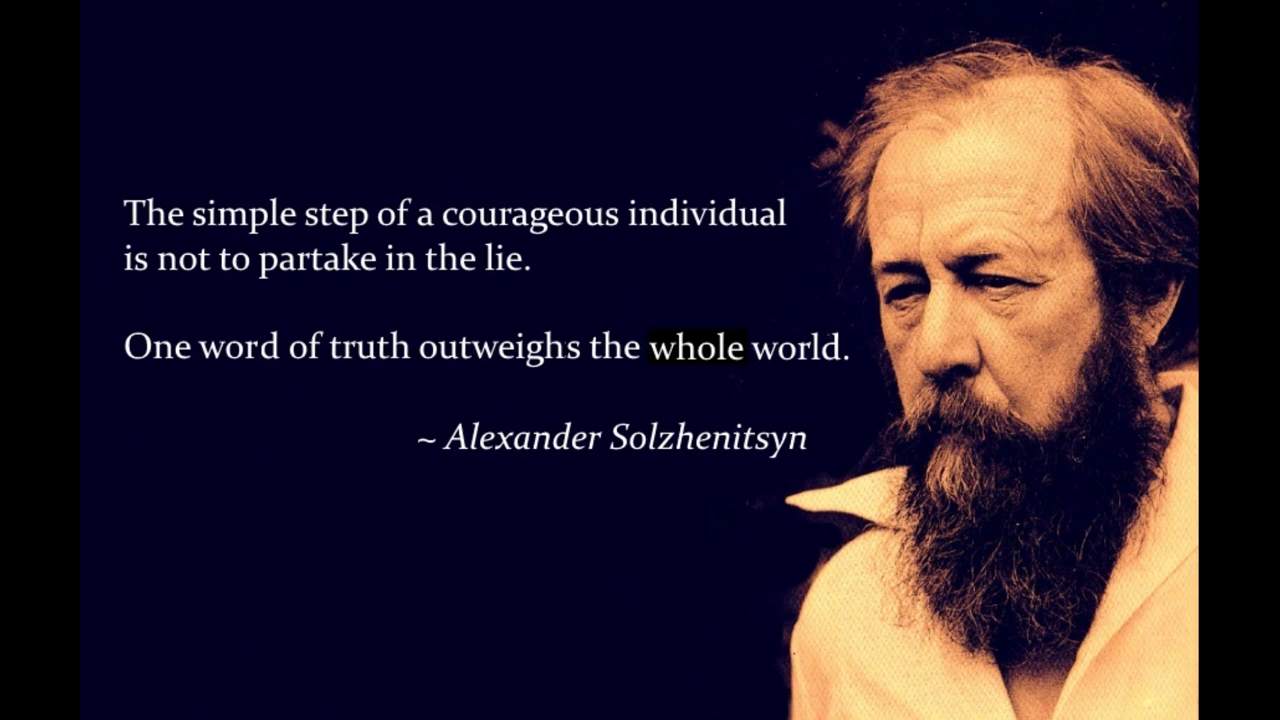 The simple step of a courageous individual
is not to partake in the lie.
One word of truth outweighs the whole world.
~ Alexander Solzhenitsyn